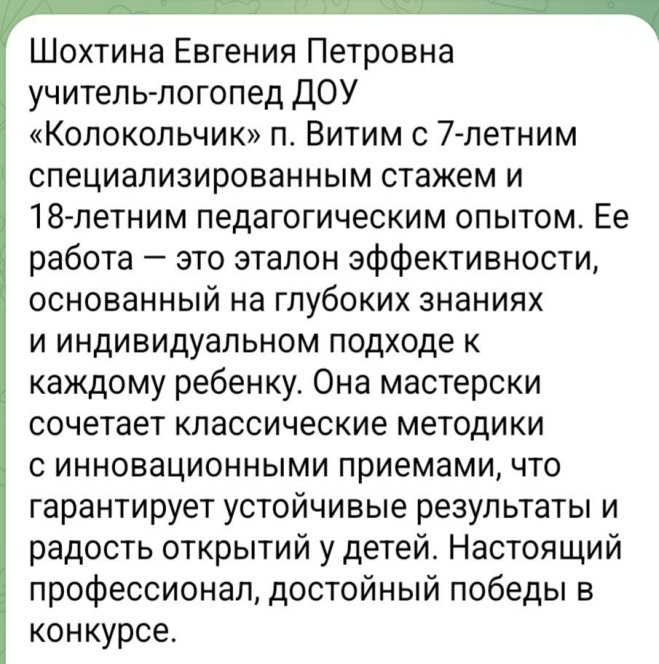 Шохтина Евгения Петровна
учитель-логопед ДОУ
«Колокольчик» п. Витим с 7-летним
специализированным стажем и
18-летним педагогическим опытом. Ее
работа — это эталон эффективности,
основанный на глубоких знаниях
и индивидуальном подходе к
каждому ребенку. Она мастерски
сочетает классические методики
с инновационными приемами, что
гарантирует устойчивые результаты и
радость открытий у детей. Настоящий
профессионал, достойный победы в
конкурсе.